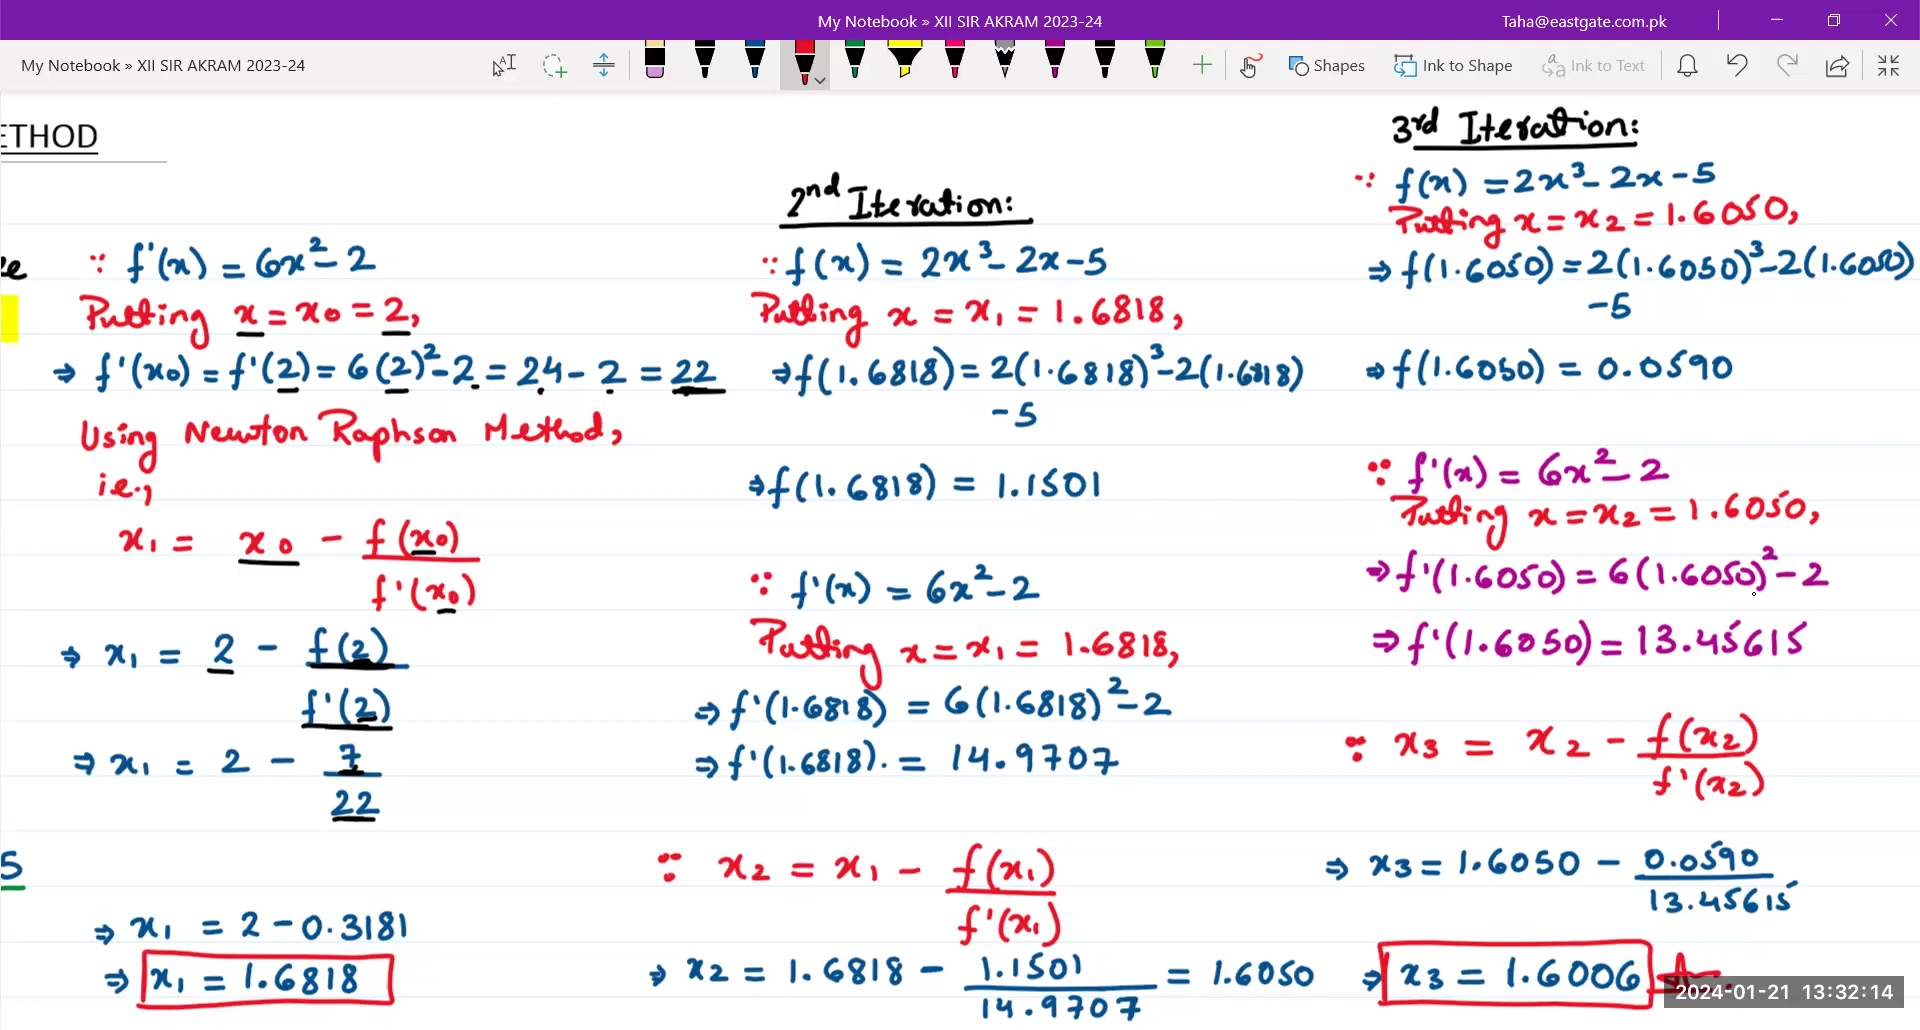 My Notebook » XII SIR AKRAM 2023-24
Taha@eastgate.com.pk
My Notebook » XII SIR AKRAM 2023-24
Shapes
Ink to Shape
Ink to Text
ETHOD
∵ f'(x) = 6x² - 2
Putting x = x₀ = 2,
⇒ f'(x₀) = f'(2) = 6(2)² - 2 = 24 - 2 = 22
Using Newton Raphson Method,
i.e.,
x₁ = x₀ - f(x₀)
f'(x₀)
⇒ x₁ = 2 - f(2)
f'(2)
⇒ x₁ = 2 - 7
22
5
⇒ x₁ = 2 - 0.3181
⇒ x₁ = 1.6818
2nd Iteration:
∵ f(x) = 2x³ - 2x - 5
Putting x = x₁ = 1.6818,
⇒ f(1.6818) = 2(1.6818)³ - 2(1.6818)
- 5
⇒ f(1.6818) = 1.1501
∵ f'(x) = 6x² - 2
Putting x = x₁ = 1.6818,
⇒ f'(1.6818) = 6(1.6818)² - 2
⇒ f'(1.6818). = 14.9707
∵ x₂ = x₁ - f(x₁)
f'(x₁)
⇒ x₂ = 1.6818 - 1.1501 = 1.6050
14.9707
3rd Iteration:
∵ f(x) = 2x³ - 2x - 5
Putting x = x₂ = 1.6050,
⇒ f(1.6050) = 2(1.6050)³ - 2(1.6050)
-5
⇒ f(1.6050) = 0.0590
∵ f'(x) = 6x² - 2
Putting x = x₂ = 1.6050,
⇒ f'(1.6050) = 6(1.6050)² - 2
⇒ f'(1.6050) = 13.45615
∵ x₃ = x₂ - f(x₂)
f'(x₂)
⇒ x₃ = 1.6050 - 0.0590
13.45615
⇒ x₃ = 1.6006
2024-01-21 13:32:14